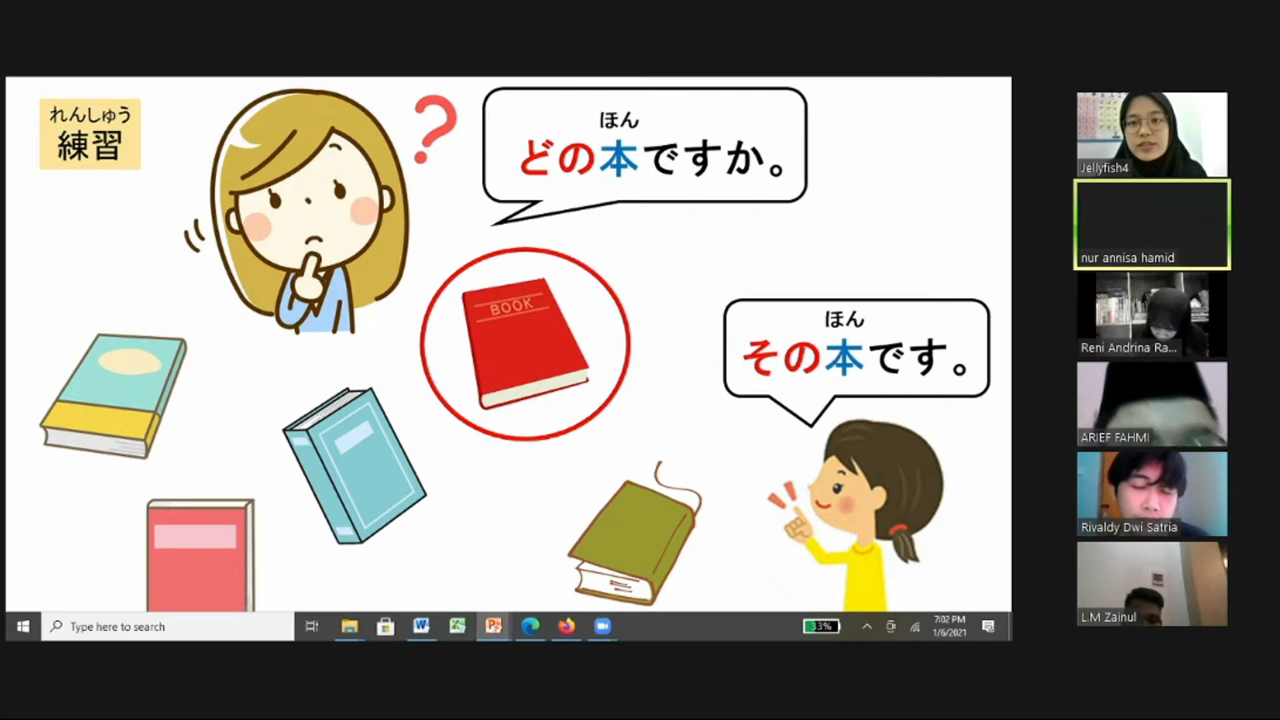 れんしゅう
練習
?
ほん
どの本ですか。
BOOK
ほん
その本です。
Type here to search
33%
7:02 PM
1/6/2021
Jellyfish4
nur annisa hamid
Reni Andrina Ra...
ARIEF FAHMI
Rivaldy Dwi Satria
L.M Zainul